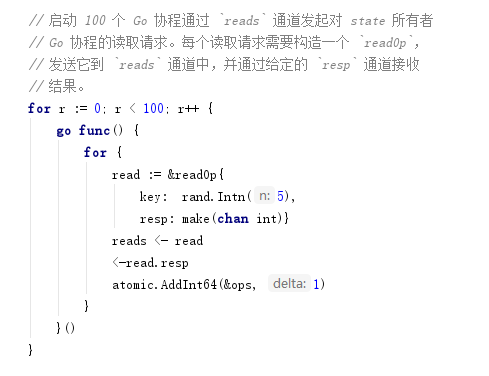 // 启动 100 个 Go 协程通过 `reads` 通道发起对 state 所有者
// Go 协程的读取请求。每个读取请求需要构造一个 `readOp`，
// 发送它到 `reads` 通道中，并通过给定的 `resp` 通道接收
// 结果。
for r := 0; r < 100; r++ {
go func() {
for {
read := &readOp{
key: rand.Intn( n: 5),
resp: make(chan int)}
reads <- read
<-read.resp
atomic.AddInt64(&ops, delta: 1)
}
}()
}